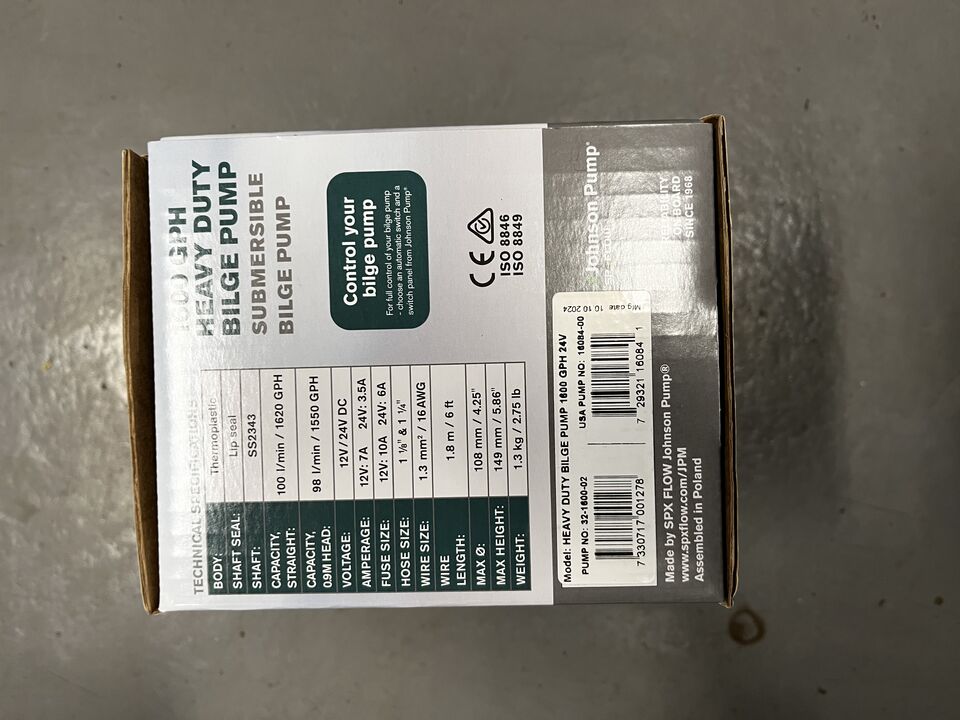 TECHNICAL SPECIFICATIONS
BODY: Thermoplastic
SHAFT SEAL: Lip seal
SHAFT: SS2343
CAPACITY, STRAIGHT: 100 l/min / 1620 GPH
CAPACITY, 0.9M HEAD: 98 l/min / 1550 GPH
VOLTAGE: 12V / 24V DC
AMPERAGE: 12V: 7A 24V: 3.5A
FUSE SIZE: 12V: 10A 24V: 6A
HOSE SIZE: 1 ⅛" & 1 ¼"
WIRE SIZE: 1.3 mm² / 16 AWG
WIRE LENGTH: 1.8 m / 6 ft
MAX Ø: 108 mm / 4.25"
MAX HEIGHT: 149 mm / 5.86"
WEIGHT: 1.3 kg / 2.75 lb
GPH
HEAVY DUTY
BILGE PUMP
SUBMERSIBLE
BILGE PUMP
Control your
bilge pump
For full control of your bilge pump
- choose an automatic switch and a
switch panel from Johnson Pump®
CE
ISO 8846
ISO 8849
Model: HEAVY DUTY BILGE PUMP 1600 GPH 24V
PUMP NO: 32-1600-02
USA PUMP NO: 16084-00
7 330717 001278
7 29321 16084 1
Mfg date 10 10 2024
Made by SPX FLOW Johnson Pump®
www.spxflow.com/JPM
Assembled in Poland
Johnson Pump®
SINCE 1968